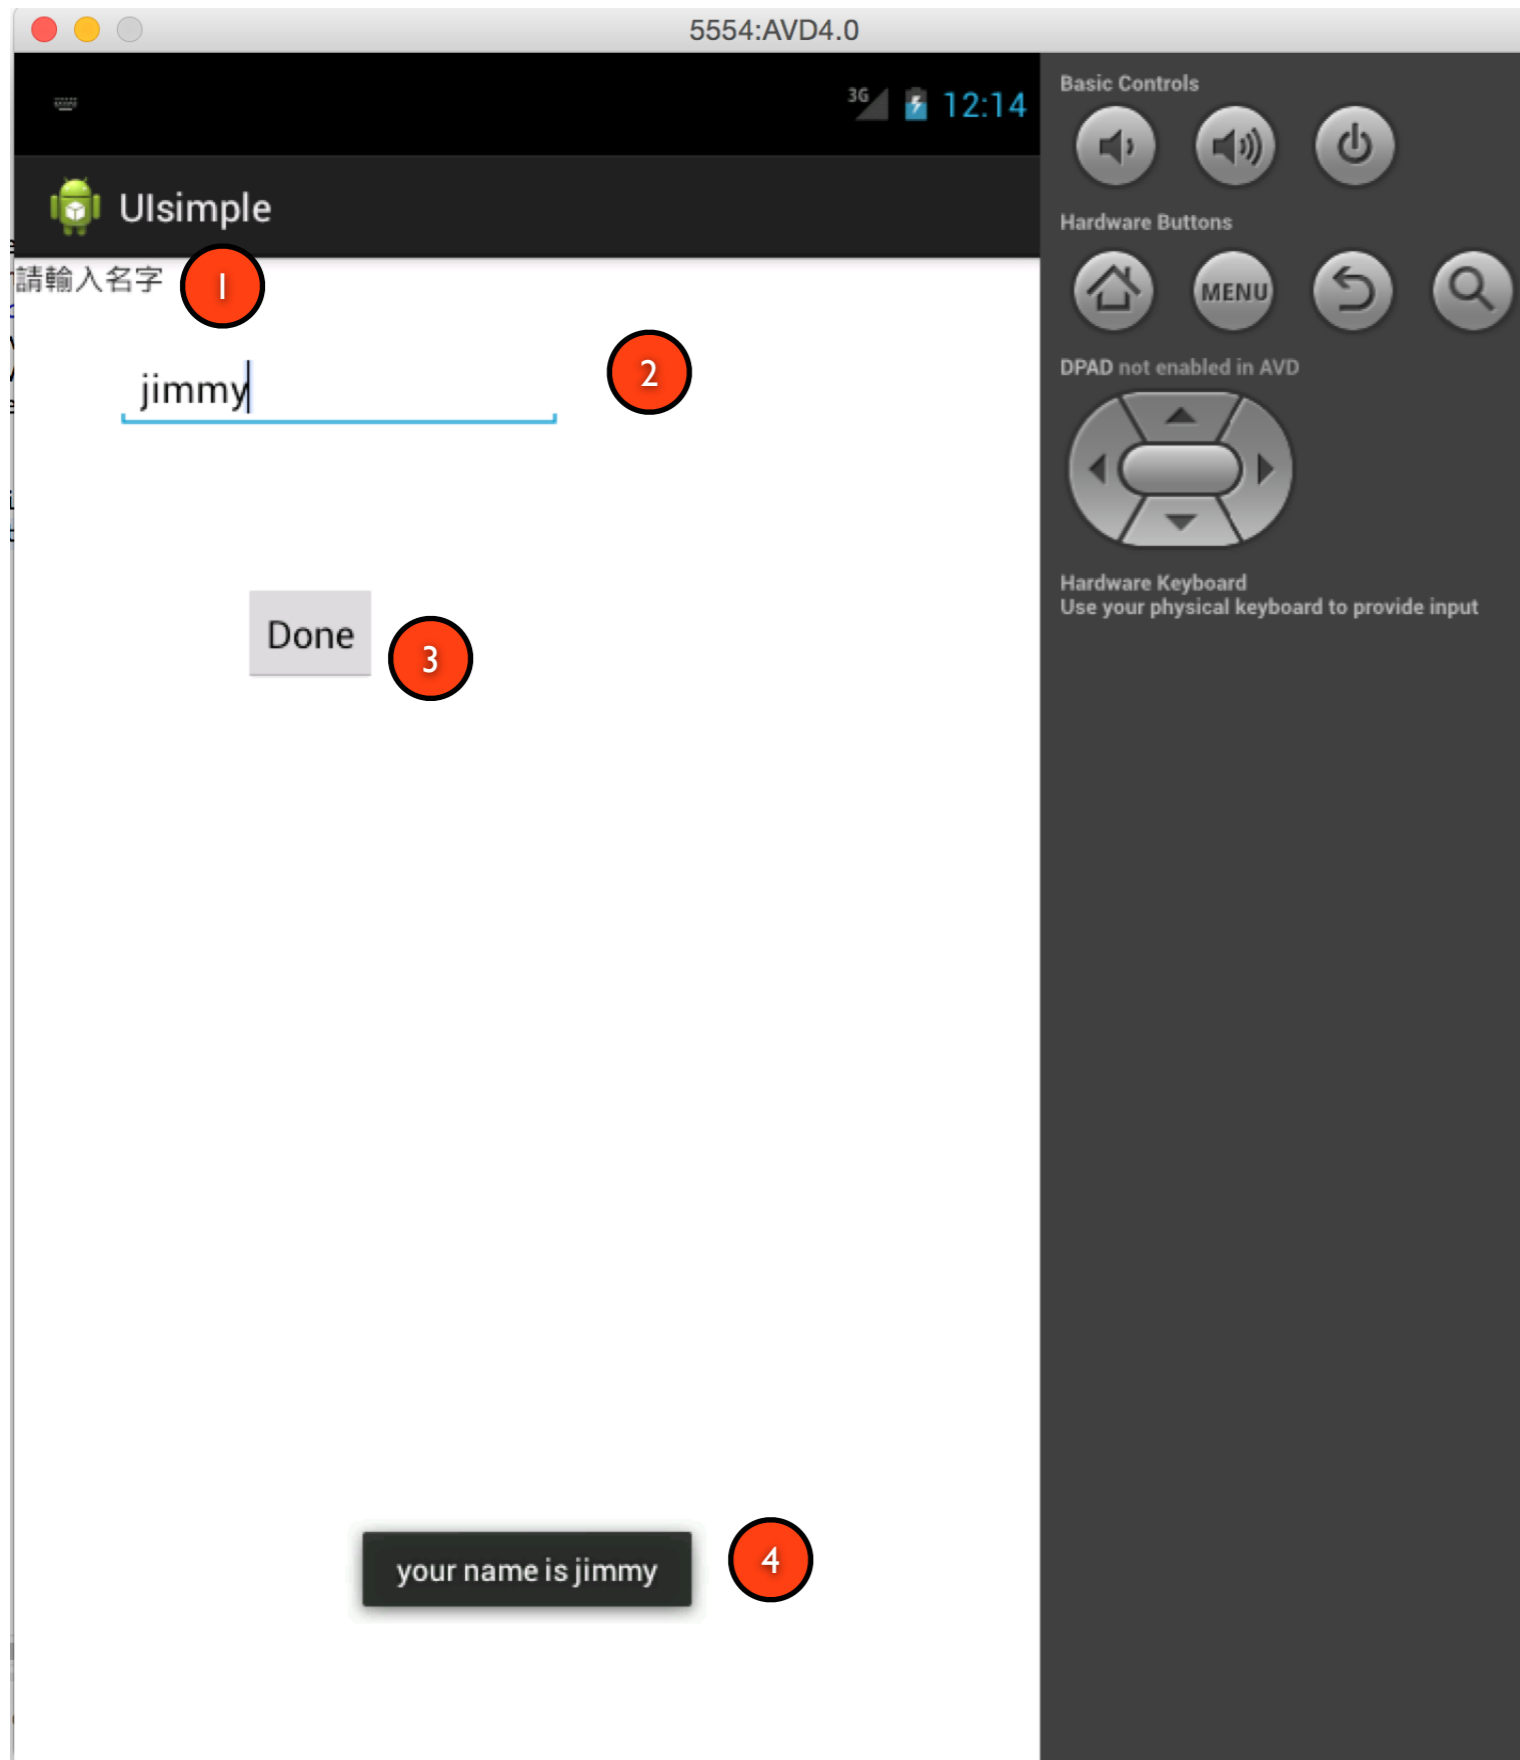 5554:AVD4.0
3G 12:14
UIsimple
請輸入名字 1
jimmy 2
Done 3
your name is jimmy 4
Basic Controls
Hardware Buttons
MENU
DPAD not enabled in AVD
Hardware Keyboard
Use your physical keyboard to provide input